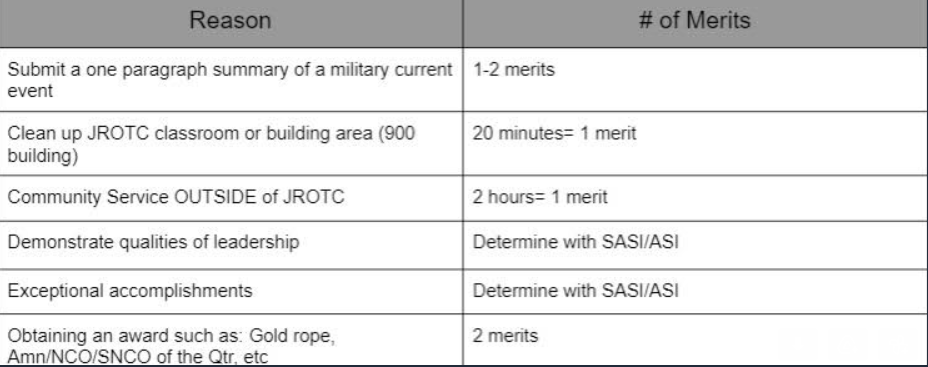 Reason # of Merits
Submit a one paragraph summary of a military current 1-2 merits
event
Clean up JROTC classroom or building area (900 20 minutes= 1 merit
building)
Community Service OUTSIDE of JROTC 2 hours= 1 merit
Demonstrate qualities of leadership Determine with SASI/ASI
Exceptional accomplishments Determine with SASI/ASI
Obtaining an award such as: Gold rope, 2 merits
Amn/NCO/SNCO of the Qtr, etc